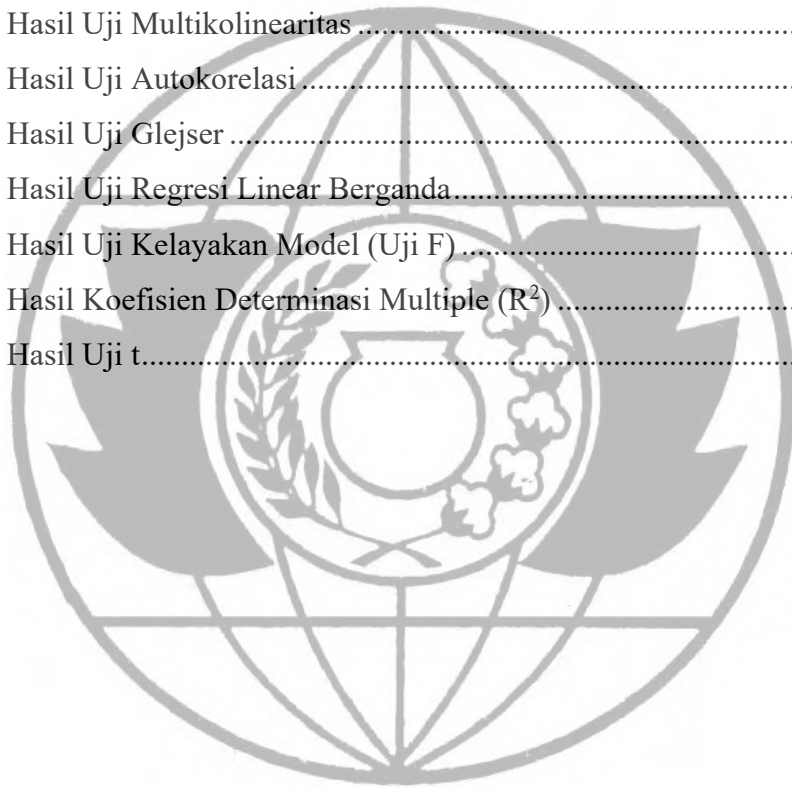 Hasil Uji Multikolinearitas ....................................................
Hasil Uji Autokorelasi ...........................................................
Hasil Uji Glejser ....................................................................
Hasil Uji Regresi Linear Berganda.........................................
Hasil Uji Kelayakan Model (Uji F) ........................................
Hasil Koefisien Determinasi Multiple (R²) .............................
Hasil Uji t...............................................................................